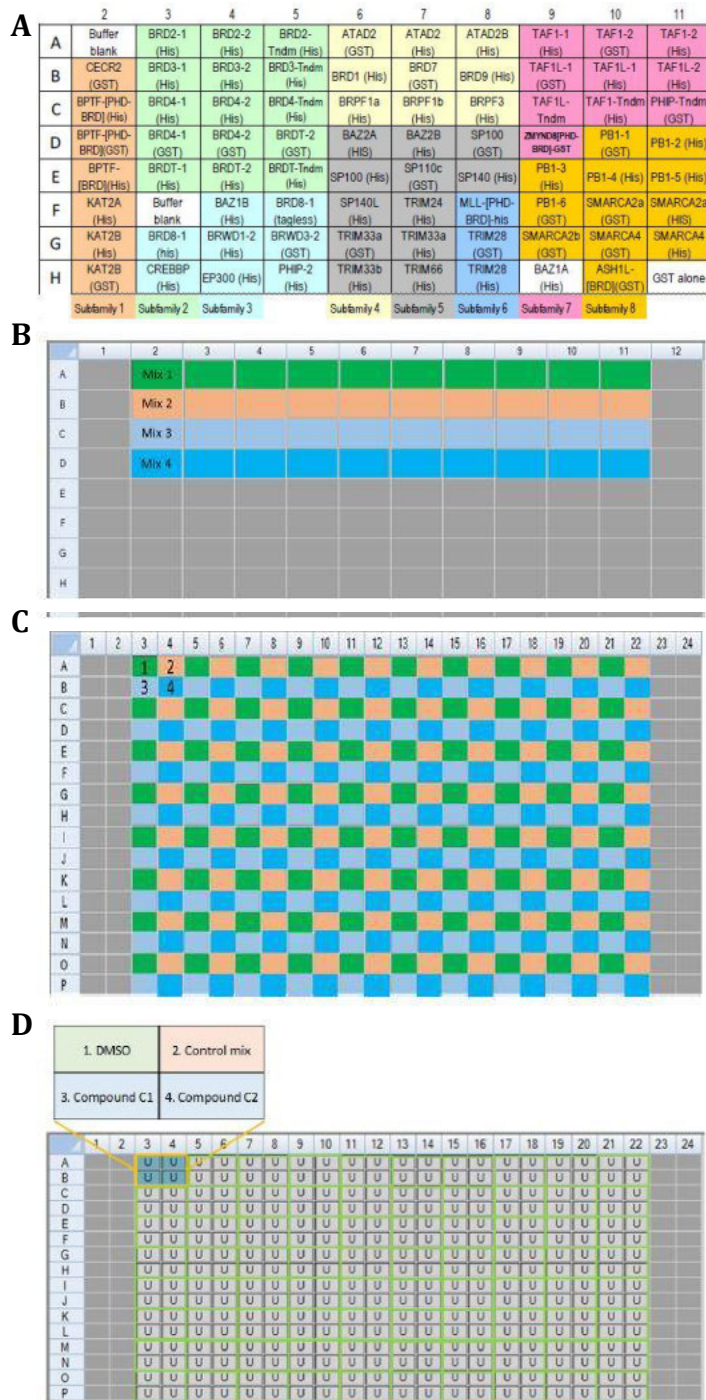 A
2 3 4 5 6 7 8 9 10 11
A Buffer blank BRD2-1 (His) BRD2-2 (His) BRD2-Tndm (His) ATAD2 (GST) ATAD2 (His) ATAD2B (His) TAF1-1 (His) TAF1-2 (GST) TAF1-2 (His)
B CECR2 (GST) BRD3-1 (His) BRD3-2 (His) BRD3-Tndm (His) BRD1 (His) BRD7 (GST) BRD9 (His) TAF1L-1 (GST) TAF1L-1 (His) TAF1L-2 (His)
C BPTF-[PHD-BRD] (His) BRD4-1 (His) BRD4-2 (His) BRD4-Tndm (His) BRPF1a (His) BRPF1b (His) BRPF3 (His) TAF1L-Tndm TAF1-Tndm (His) PHIP-Tndm (GST)
D BPTF-[PHD-BRD](GST) BRD4-1 (GST) BRD4-2 (GST) BRDT-2 (GST) BAZ2A (HIS) BAZ2B (His) SP100 (GST) ZMYND8[PHD-BRD]-GST PB1-1 (GST) PB1-2 (His)
E BPTF-[BRD](His) BRDT-1 (His) BRDT-2 (His) BRDT-Tndm (His) SP100 (His) SP110c (GST) SP140 (His) PB1-3 (His) PB1-4 (His) PB1-5 (His)
F KAT2A (His) Buffer blank BAZ1B (His) BRD8-1 (tagless) SP140L (His) TRIM24 (His) MLL-[PHD-BRD]-his PB1-6 (GST) SMARCA2a (GST) SMARCA2a (HIS)
G KAT2B (His) BRD8-1 (his) BRWD1-2 (His) BRWD3-2 (GST) TRIM33a (GST) TRIM33a (His) TRIM28 (GST) SMARCA2b (GST) SMARCA4 (GST) SMARCA4 (His)
H KAT2B (GST) CREBBP (His) EP300 (His) PHIP-2 (His) TRIM33b (His) TRIM66 (His) TRIM28 (His) BAZ1A (His) ASH1L-[BRD](GST) GST alone
Subfamily 1 Subfamily 2 Subfamily 3 Subfamily 4 Subfamily 5 Subfamily 6 Subfamily 7 Subfamily 8
B
1 2 3 4 5 6 7 8 9 10 11 12
A Mix 1
B Mix 2
C Mix 3
D Mix 4
E
F
G
H
C
1 2 3 4 5 6 7 8 9 10 11 12 13 14 15 16 17 18 19 20 21 22 23 24
A 1 2
B 3 4
C
D
E
F
G
H
I
J
K
L
M
N
O
P
D
1. DMSO 2. Control mix
3. Compound C1 4. Compound C2
1 2 3 4 5 6 7 8 9 10 11 12 13 14 15 16 17 18 19 20 21 22 23 24
A U U U U U U U U U U U U U U U U U U U U
B U U U U U U U U U U U U U U U U U U U U
C U U U U U U U U U U U U U U U U U U U U
D U U U U U U U U U U U U U U U U U U U U
E U U U U U U U U U U U U U U U U U U U U
F U U U U U U U U U U U U U U U U U U U U
G U U U U U U U U U U U U U U U U U U U U
H U U U U U U U U U U U U U U U U U U U U
I U U U U U U U U U U U U U U U U U U U U
J U U U U U U U U U U U U U U U U U U U U
K U U U U U U U U U U U U U U U U U U U U
L U U U U U U U U U U U U U U U U U U U U
M U U U U U U U U U U U U U U U U U U U U
N U U U U U U U U U U U U U U U U U U U U
O U U U U U U U U U U U U U U U U U U U U
P U U U U U U U U U U U U U U U U U U U U